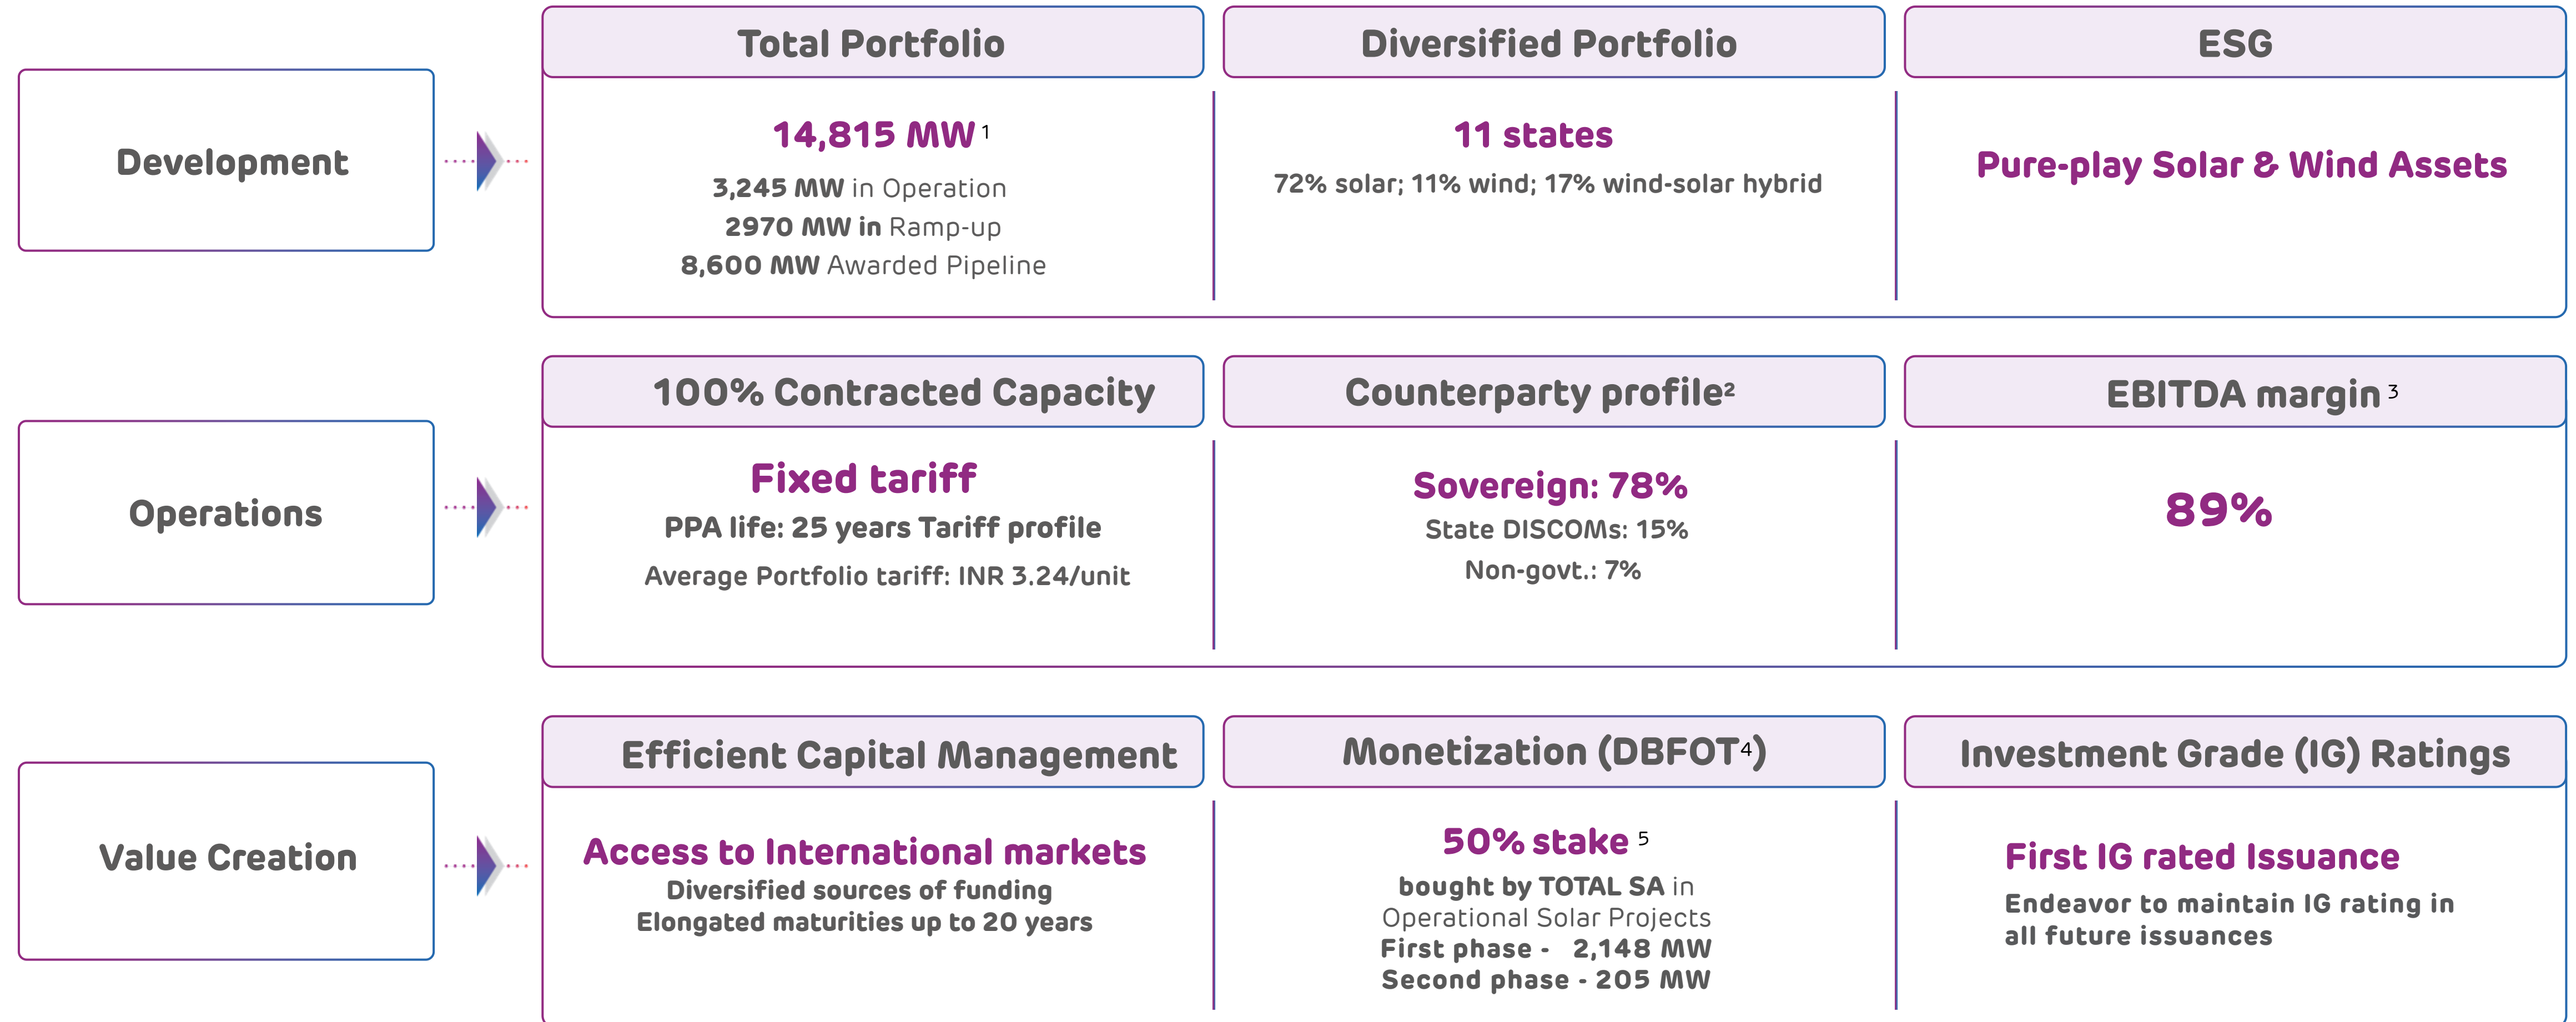 Development
Total Portfolio
14,815 MW 1
3,245 MW in Operation
2970 MW in Ramp-up
8,600 MW Awarded Pipeline
Diversified Portfolio
11 states
72% solar; 11% wind; 17% wind-solar hybrid
ESG
Pure-play Solar & Wind Assets
Operations
100% Contracted Capacity
Fixed tariff
PPA life: 25 years Tariff profile
Average Portfolio tariff: INR 3.24/unit
Counterparty profile²
Sovereign: 78%
State DISCOMs: 15%
Non-govt.: 7%
EBITDA margin 3
89%
Value Creation
Efficient Capital Management
Access to International markets
Diversified sources of funding
Elongated maturities up to 20 years
Monetization (DBFOT4)
50% stake 5
bought by TOTAL SA in
Operational Solar Projects
First phase - 2,148 MW
Second phase - 205 MW
Investment Grade (IG) Ratings
First IG rated Issuance
Endeavor to maintain IG rating in
all future issuances